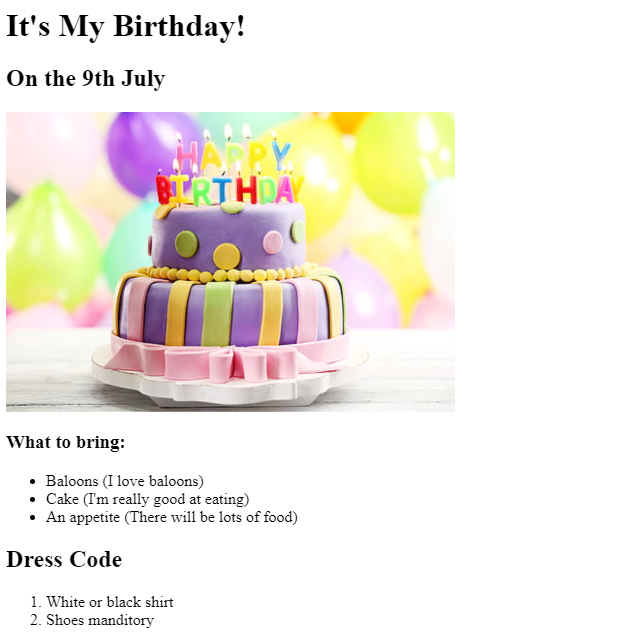 It's My Birthday!
On the 9th July
HAPPY
BIRTHDAY
What to bring:
• Baloons (I love baloons)
• Cake (I'm really good at eating)
• An appetite (There will be lots of food)
Dress Code
1. White or black shirt
2. Shoes manditory